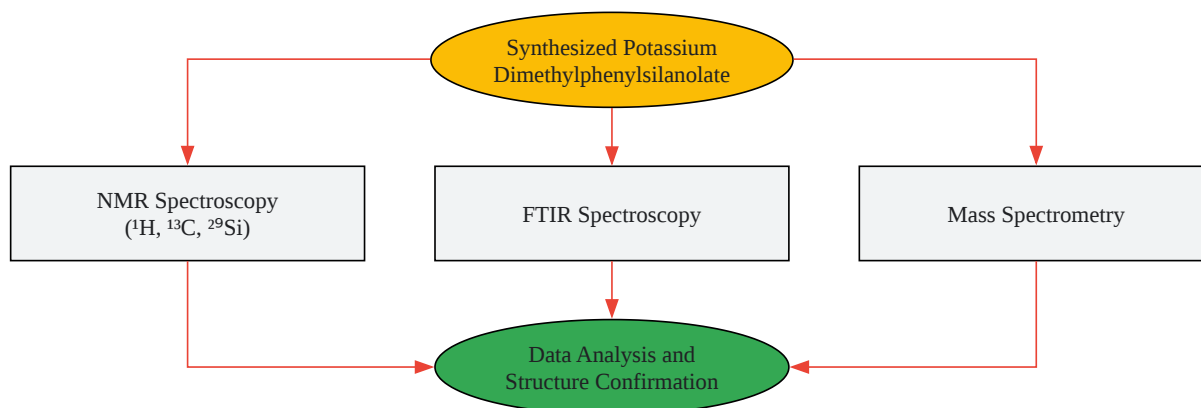 Synthesized Potassium
Dimethylphenylsilanolate
NMR Spectroscopy
(¹H, ¹³C, ²⁹Si)
FTIR Spectroscopy
Mass Spectrometry
Data Analysis and
Structure Confirmation